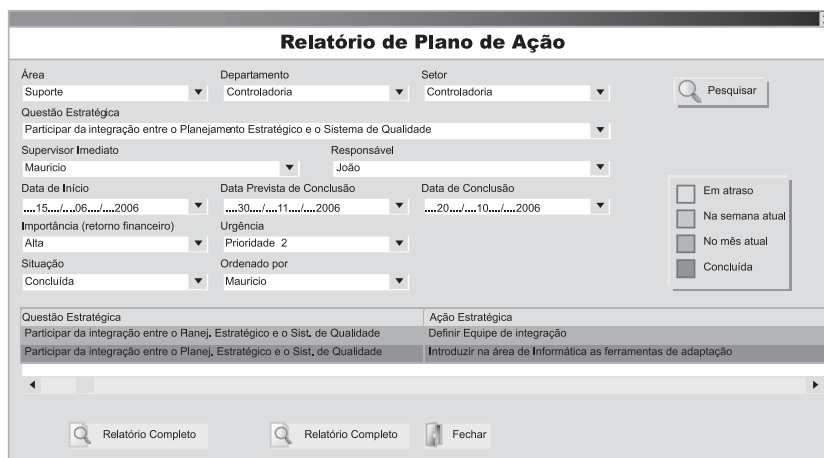 Relatório de Plano de Ação
Área Departamento Setor
Suporte Controladoria Controladoria
Pesquisar
Questão Estratégica
Participar da integração entre o Planejamento Estratégico e o Sistema de Qualidade
Supervisor Imediato Responsável
Mauricio João
Data de Início Data Prevista de Conclusão Data de Conclusão
....15..../....06..../....2006 ....30..../....11..../....2006 ....20..../....10..../....2006
Importância (retorno financeiro) Urgência
Alta Prioridade 2
Situação Ordenado por
Concluída Mauricio
Em atraso
Na semana atual
No mês atual
Concluída
Questão Estratégica Ação Estratégica
Participar da integração entre o Ranej. Estratégico e o Sist. de Qualidade Definir Equipe de integração
Participar da integração entre o Planej. Estratégico e o Sist. de Qualidade Introduzir na área de Informática as ferramentas de adaptação
Relatório Completo Relatório Completo Fechar